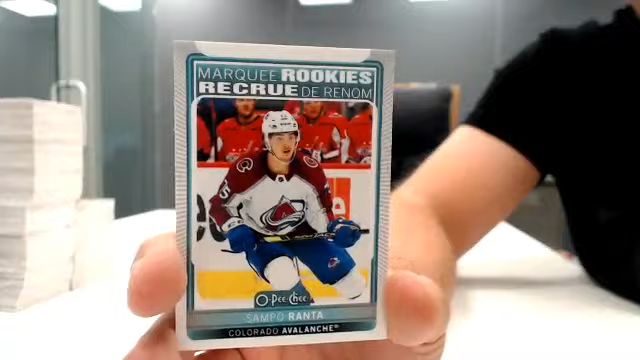 MARQUEE ROOKIES
RECRUE DE RENOM
O-Pee-Chee
SAMPO RANTA
COLORADO AVALANCHE